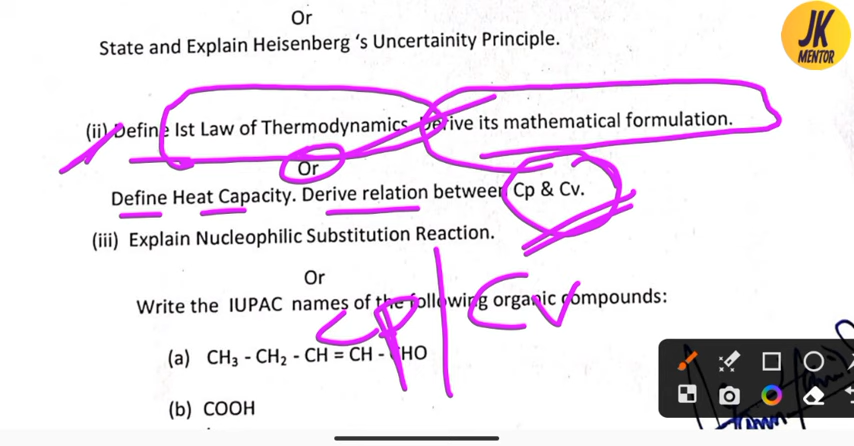 Or
State and Explain Heisenberg 's Uncertainity Principle.
JK
MENTOR
(ii) Define Ist Law of Thermodynamics. Derive its mathematical formulation.
Or
Define Heat Capacity. Derive relation between Cp & Cv.
(iii) Explain Nucleophilic Substitution Reaction.
Or
Write the IUPAC names of the following organic compounds:
Cp | Cv
(a) CH₃ - CH₂ - CH = CH - CHO
(b) COOH